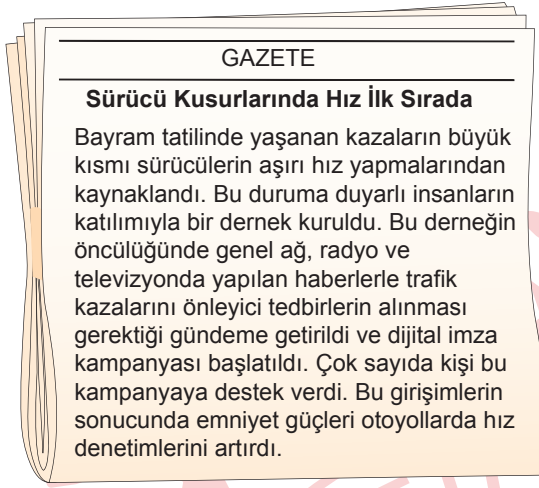 GAZETE
Sürücü Kusurlarında Hız İlk Sırada
Bayram tatilinde yaşanan kazaların büyük
kısmı sürücülerin aşırı hız yapmalarından
kaynaklandı. Bu duruma duyarlı insanların
katılımıyla bir dernek kuruldu. Bu derneğin
öncülüğünde genel ağ, radyo ve
televizyonda yapılan haberlerle trafik
kazalarını önleyici tedbirlerin alınması
gerektiği gündeme getirildi ve dijital imza
kampanyası başlatıldı. Çok sayıda kişi bu
kampanyaya destek verdi. Bu girişimlerin
sonucunda emniyet güçleri otoyollarda hız
denetimlerini artırdı.